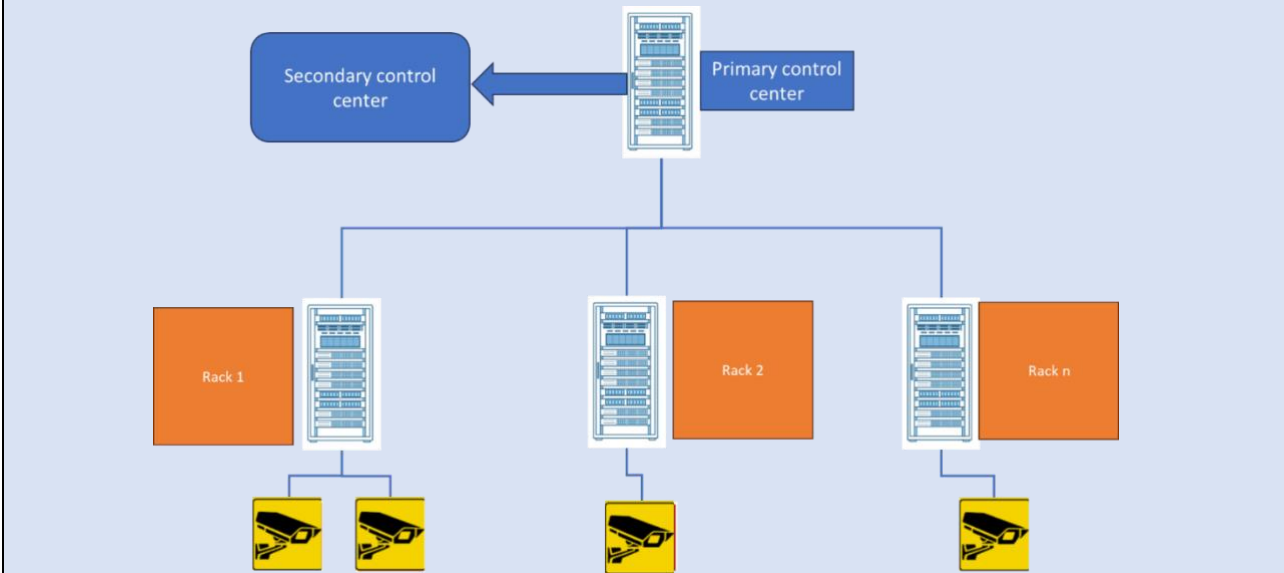 Secondary control
center
Primary control
center
Rack 1
Rack 2
Rack n